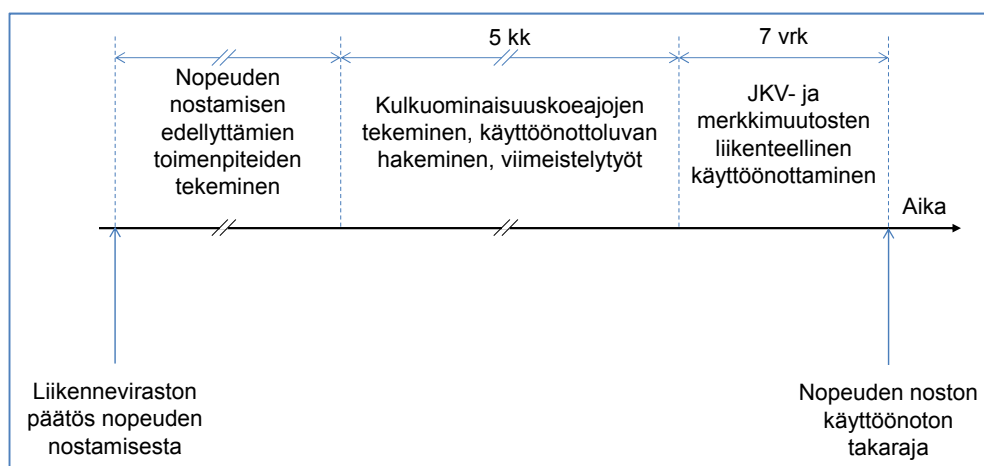 5 kk
7 vrk
Nopeuden
nostamisen
edellyttämien
toimenpiteiden
tekeminen
Kulkuominaisuuskoeajojen
tekeminen, käyttöönottoluvan
hakeminen, viimeistelytyöt
JKV- ja
merkkimuutosten
liikenteellinen
käyttöönottaminen
Aika
Liikenneviraston
päätös nopeuden
nostamisesta
Nopeuden noston
käyttöönoton
takaraja